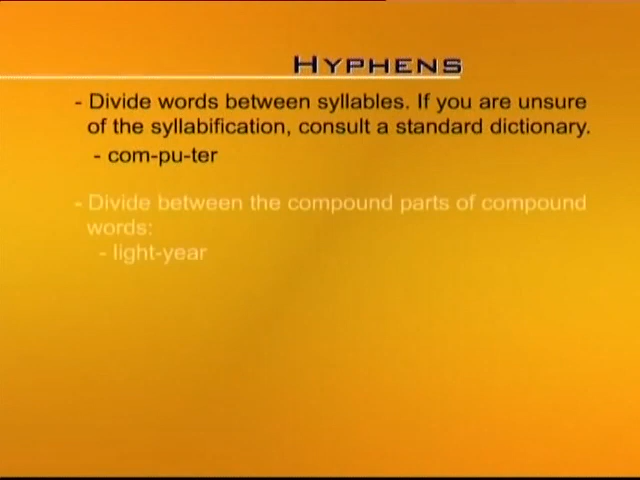 HYPHENS
- Divide words between syllables. If you are unsure
of the syllabification, consult a standard dictionary.
- com-pu-ter
- Divide between the compound parts of compound
words:
- light-year